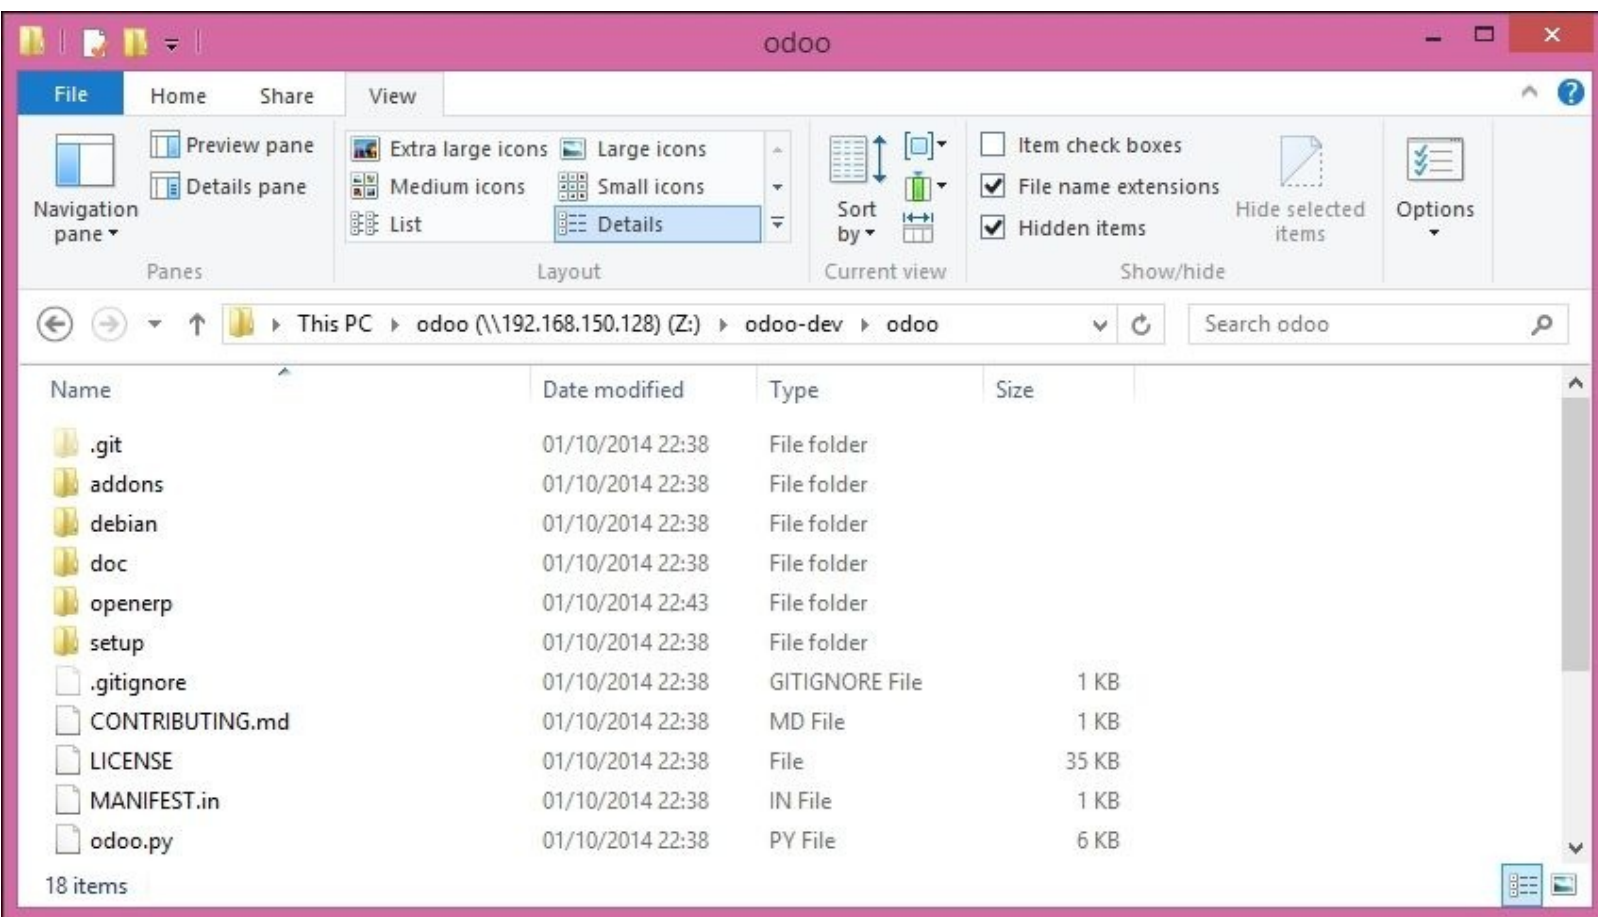 odoo
File Home Share View
Navigation pane
Preview pane
Details pane
Panes
Extra large icons Large icons
Medium icons Small icons
List Details
Layout
Sort by
Current view
Item check boxes
File name extensions
Hidden items
Hide selected items
Show/hide
Options
This PC odoo (\\192.168.150.128) (Z:) odoo-dev odoo
Search odoo
Name Date modified Type Size
.git 01/10/2014 22:38 File folder
addons 01/10/2014 22:38 File folder
debian 01/10/2014 22:38 File folder
doc 01/10/2014 22:38 File folder
openerp 01/10/2014 22:43 File folder
setup 01/10/2014 22:38 File folder
.gitignore 01/10/2014 22:38 GITIGNORE File 1 KB
CONTRIBUTING.md 01/10/2014 22:38 MD File 1 KB
LICENSE 01/10/2014 22:38 File 35 KB
MANIFEST.in 01/10/2014 22:38 IN File 1 KB
odoo.py 01/10/2014 22:38 PY File 6 KB
18 items